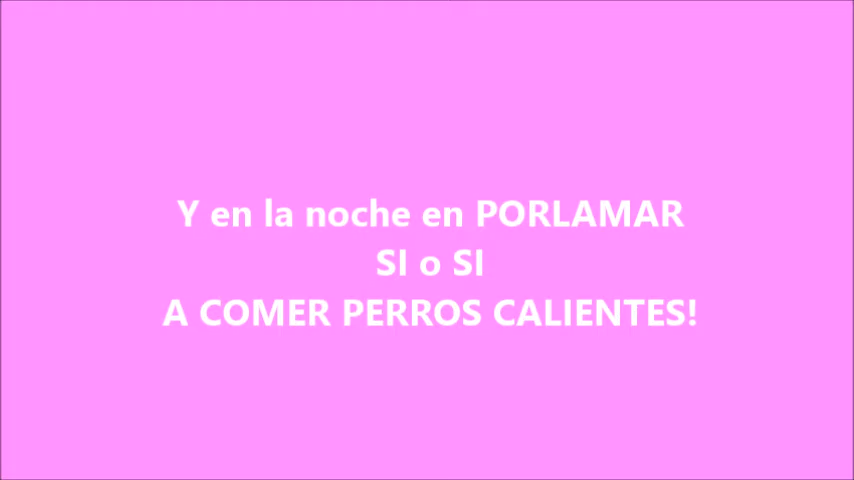 Y en la noche en PORLAMAR
SI o SI
A COMER PERROS CALIENTES!